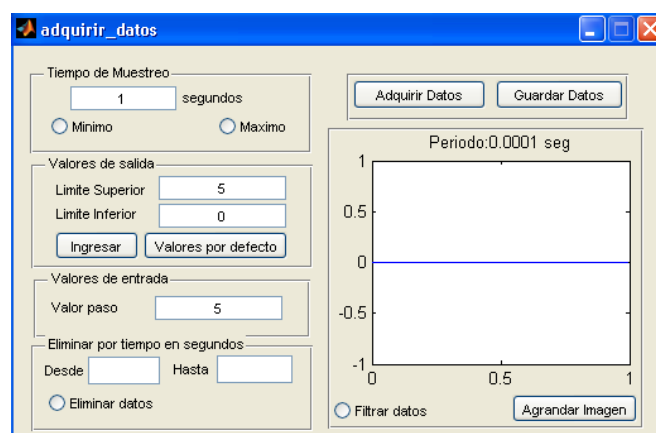 adquirir_datos
Tiempo de Muestreo
1 segundos
Minimo Maximo
Valores de salida
Limite Superior 5
Limite Inferior 0
Ingresar Valores por defecto
Valores de entrada
Valor paso 5
Eliminar por tiempo en segundos
Desde Hasta
Eliminar datos
Adquirir Datos Guardar Datos
Periodo:0.0001 seg
1
0.5
0
-0.5
-1
0 0.5 1
Filtrar datos Agrandar Imagen